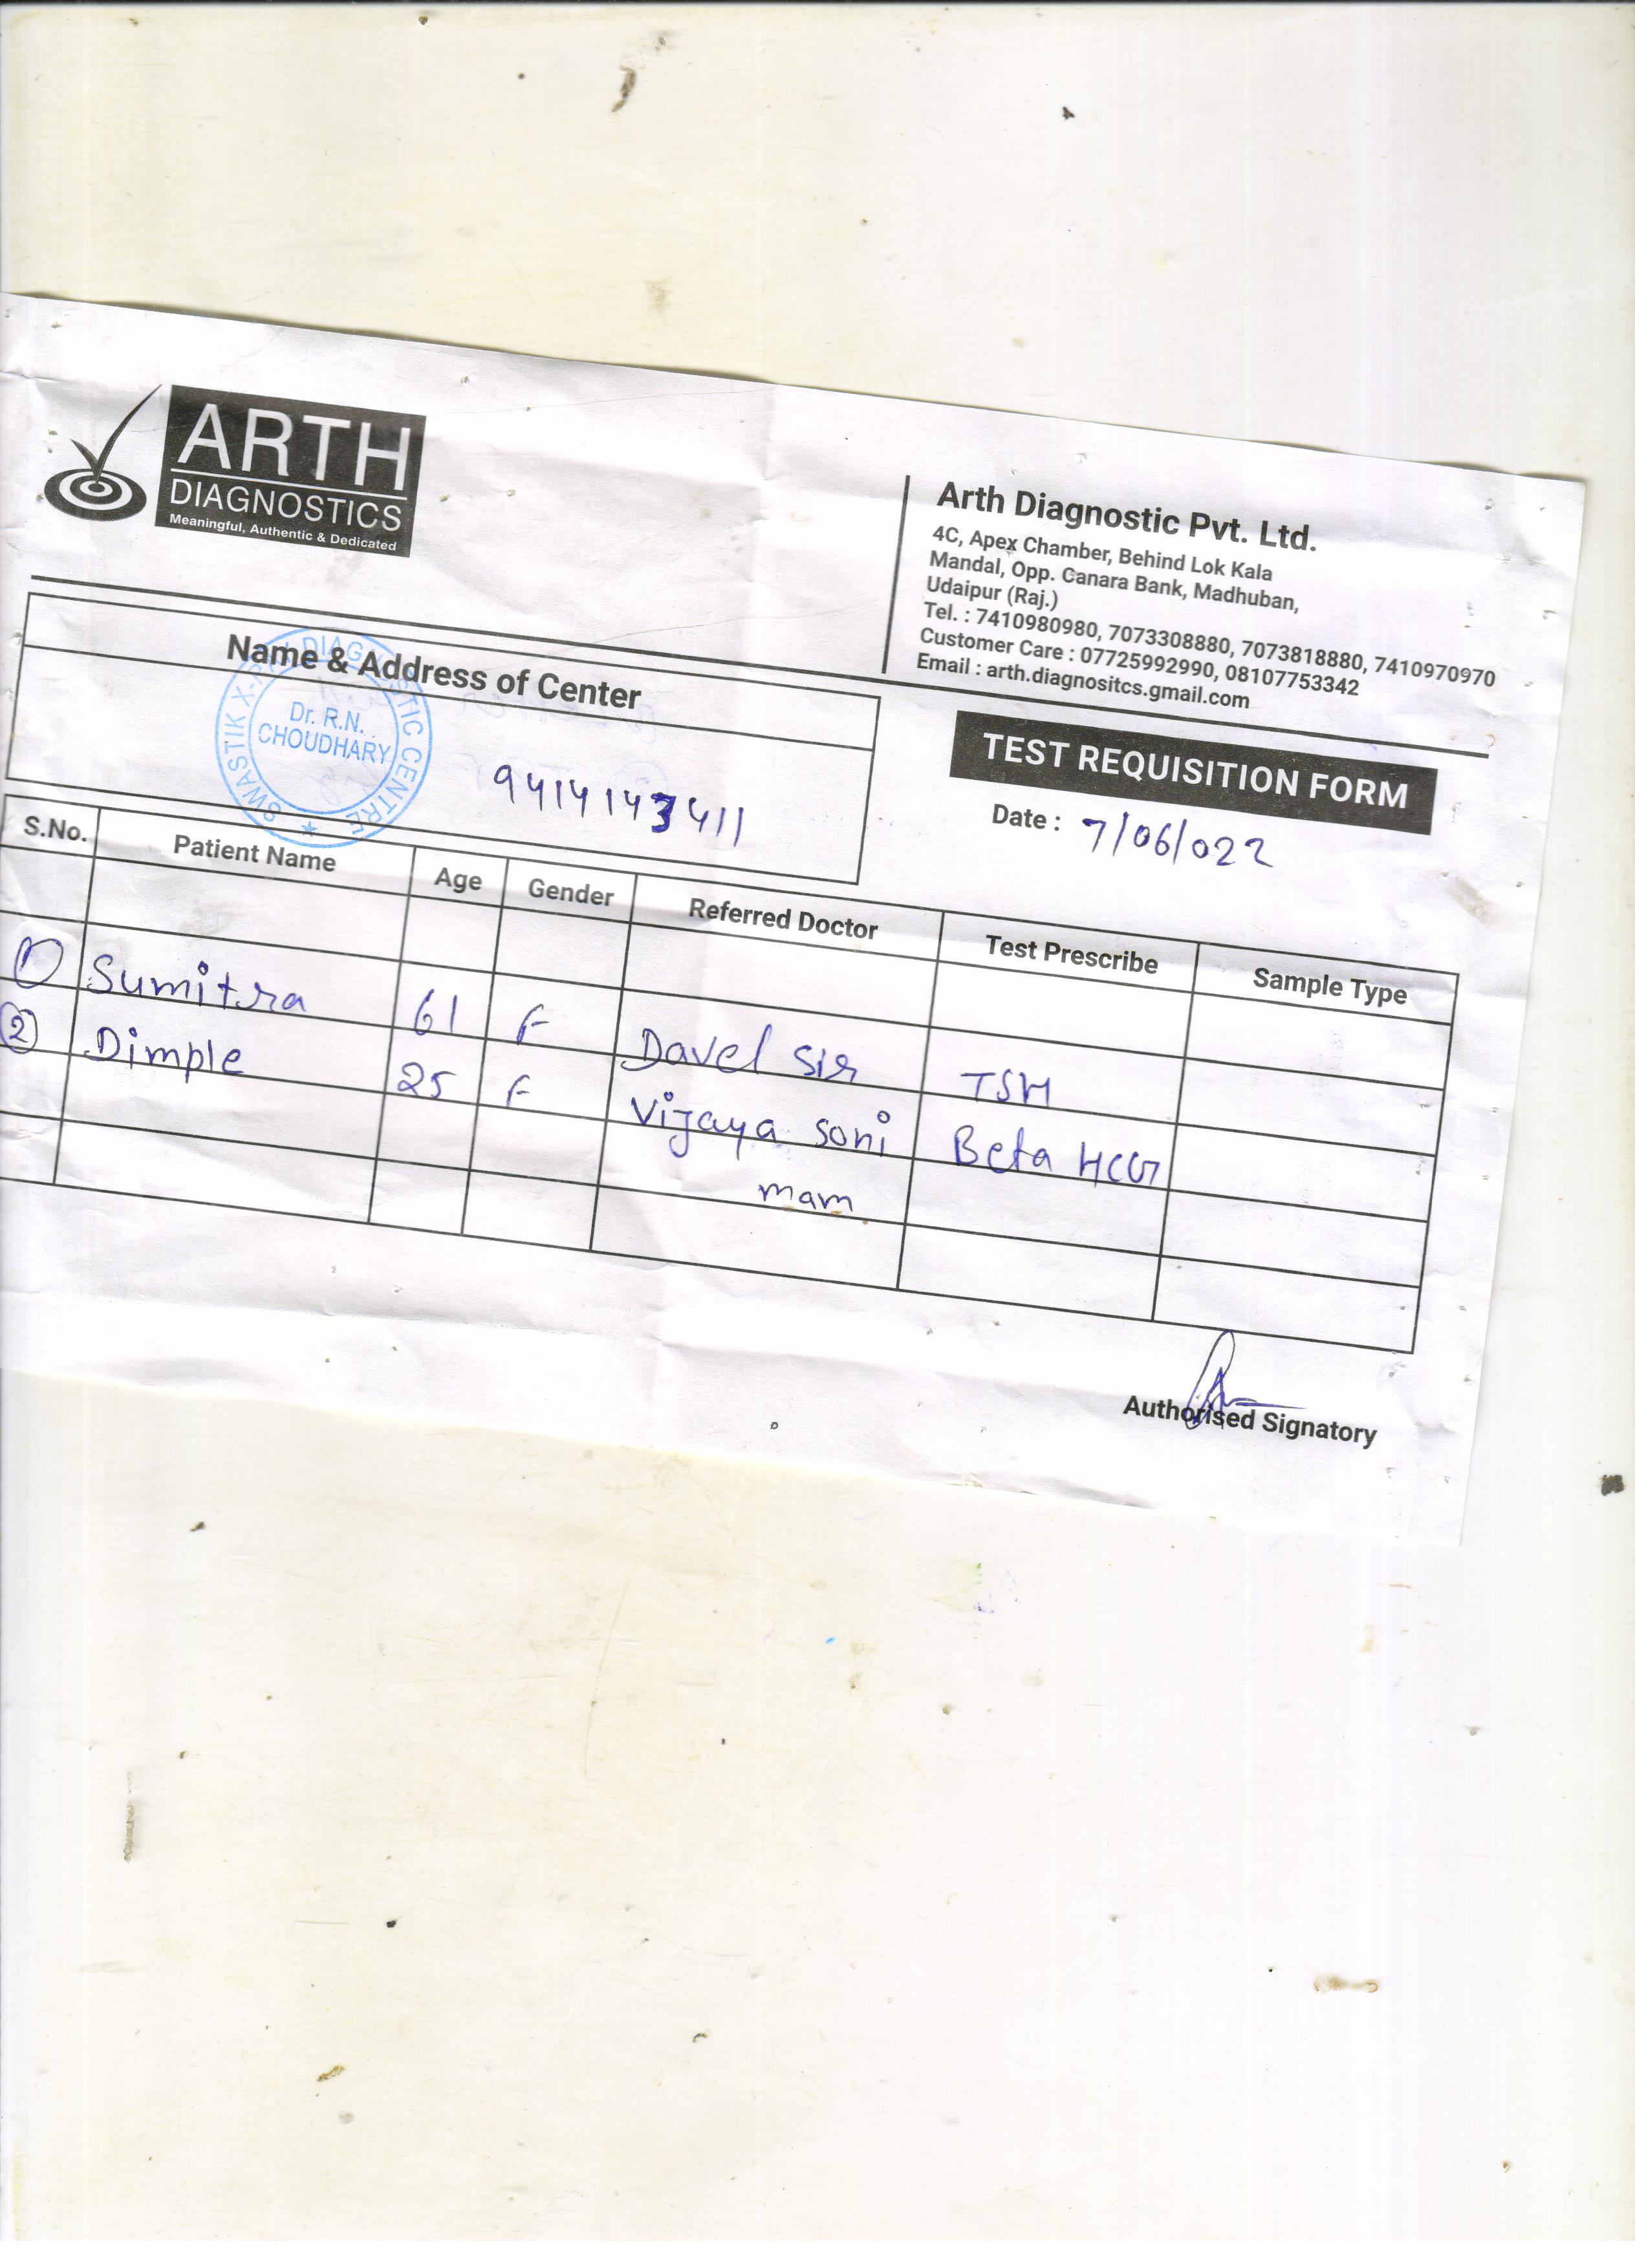 ARTH
DIAGNOSTICS
Meaningful, Authentic & Dedicated
Arth Diagnostic Pvt. Ltd.
4C, Apex Chamber, Behind Lok Kala
Mandal, Opp. Canara Bank, Madhuban,
Udaipur (Raj.)
Tel. : 7410980980, 7073308880, 7073818880, 7410970970
Customer Care : 07725992990, 08107753342
Email : arth.diagnositcs.gmail.com
Name & Address of Center
SWASTIK X-RAY DIAGNOSTIC CENTRE
Dr. R.N.
CHOUDHARY
9414143411
TEST REQUISITION FORM
Date : 7/06/022
S.No. Patient Name Age Gender Referred Doctor Test Prescribe Sample Type
1 Sumitra 61 F Davel sir TSH
2 Dimple 25 F Vijaya soni Beta HCG
mam
Authorised Signatory